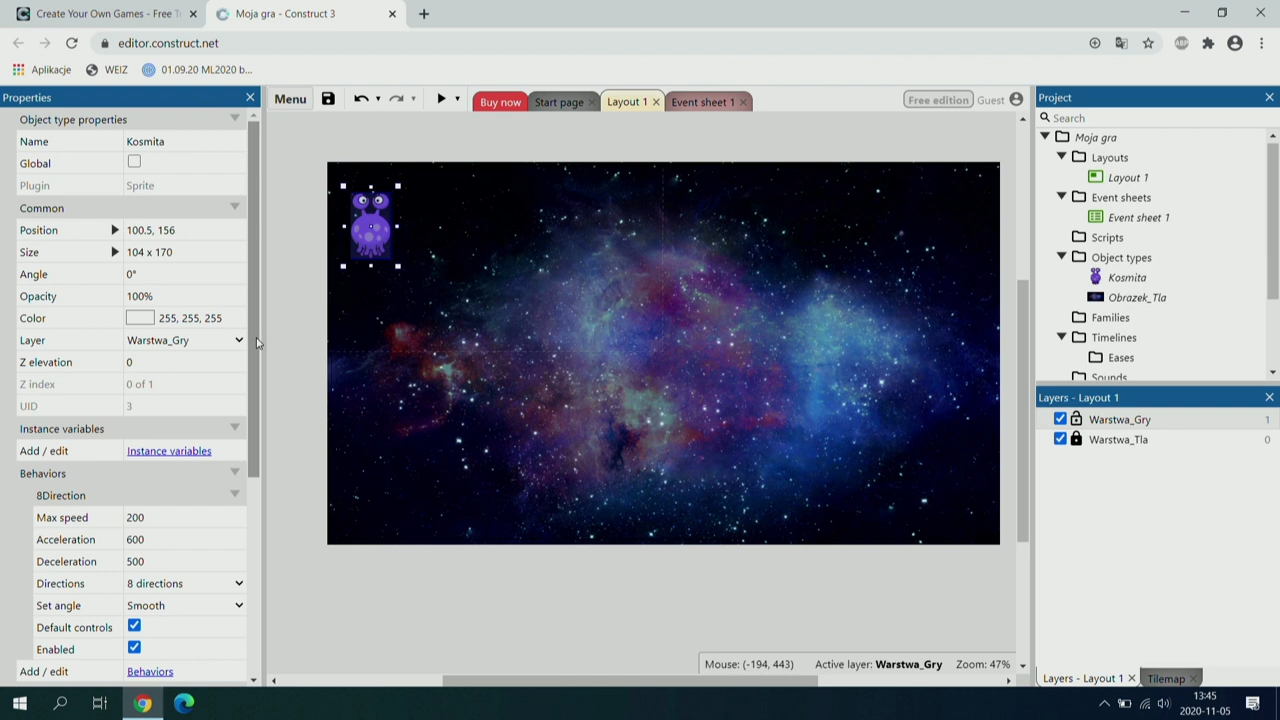 Create Your Own Games - Free T
Moja gra - Construct 3
editor.construct.net
ABP
Aplikacje
WEIZ
01.09.20 ML2020 b...
Properties
Menu
Buy now
Start page
Layout 1
Event sheet 1
Free edition
Guest
Project
Object type properties
Name
Kosmita
Global
Plugin
Sprite
Common
Position
100.5, 156
Size
104 x 170
Angle
0°
Opacity
100%
Color
255, 255, 255
Layer
Warstwa_Gry
Z elevation
0
Z index
0 of 1
UID
3
Instance variables
Add / edit
Instance variables
Behaviors
8Direction
Max speed
200
Acceleration
600
Deceleration
500
Directions
8 directions
Set angle
Smooth
Default controls
Enabled
Add / edit
Behaviors
Search
Moja gra
Layouts
Layout 1
Event sheets
Event sheet 1
Scripts
Object types
Kosmita
Obrazek_Tla
Families
Timelines
Eases
Sounds
Layers - Layout 1
Warstwa_Gry
1
Warstwa_Tla
0
Mouse: (-194, 443)
Active layer: Warstwa_Gry
Zoom: 47%
Layers - Layout 1
Tilemap
13:45
2020-11-05